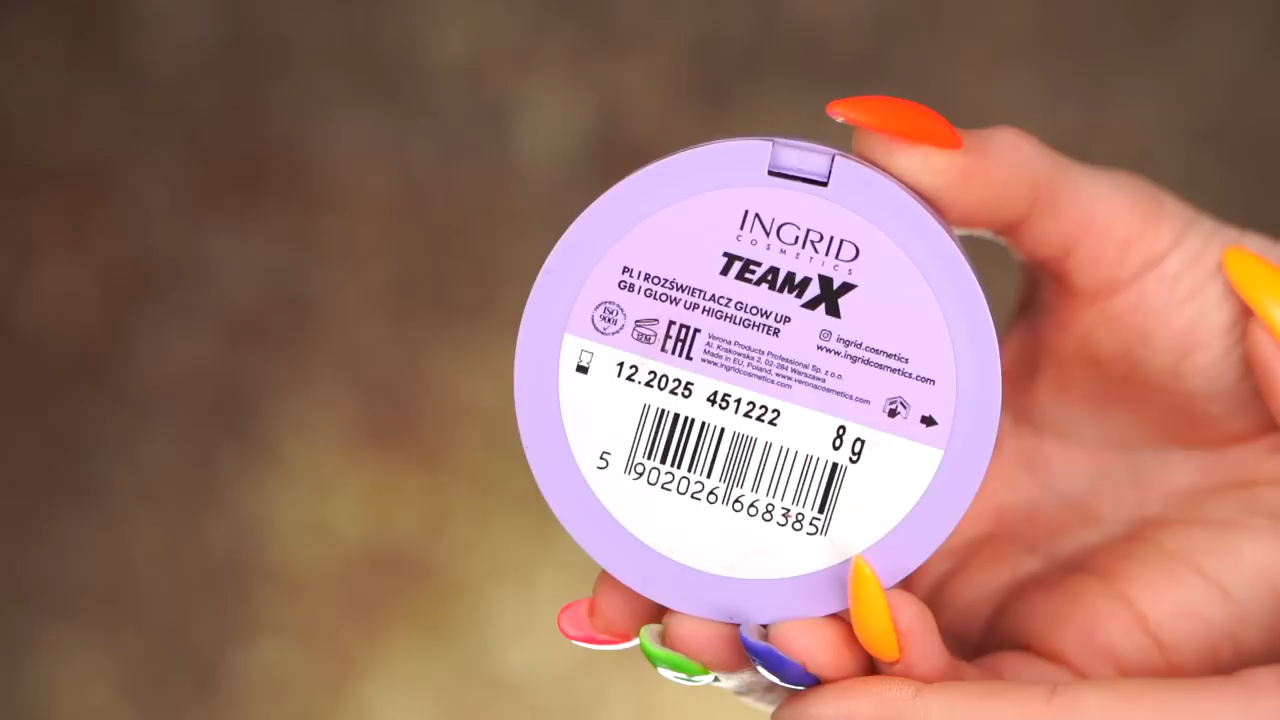 INGRID
COSMETICS
TEAM X
PL I ROZŚWIETLACZ GLOW UP
GB I GLOW UP HIGHLIGHTER
ISO
9001
12M
EAC
Verona Products Professional Sp. z o.o.
Al. Krakowska 2, 02-284 Warszawa
Made in EU, Poland, www.veronacosmetics.com
www.ingridcosmetics.com
ingrid.cosmetics
www.ingridcosmetics.com
12.2025 451222
8 g
5 902026 668385